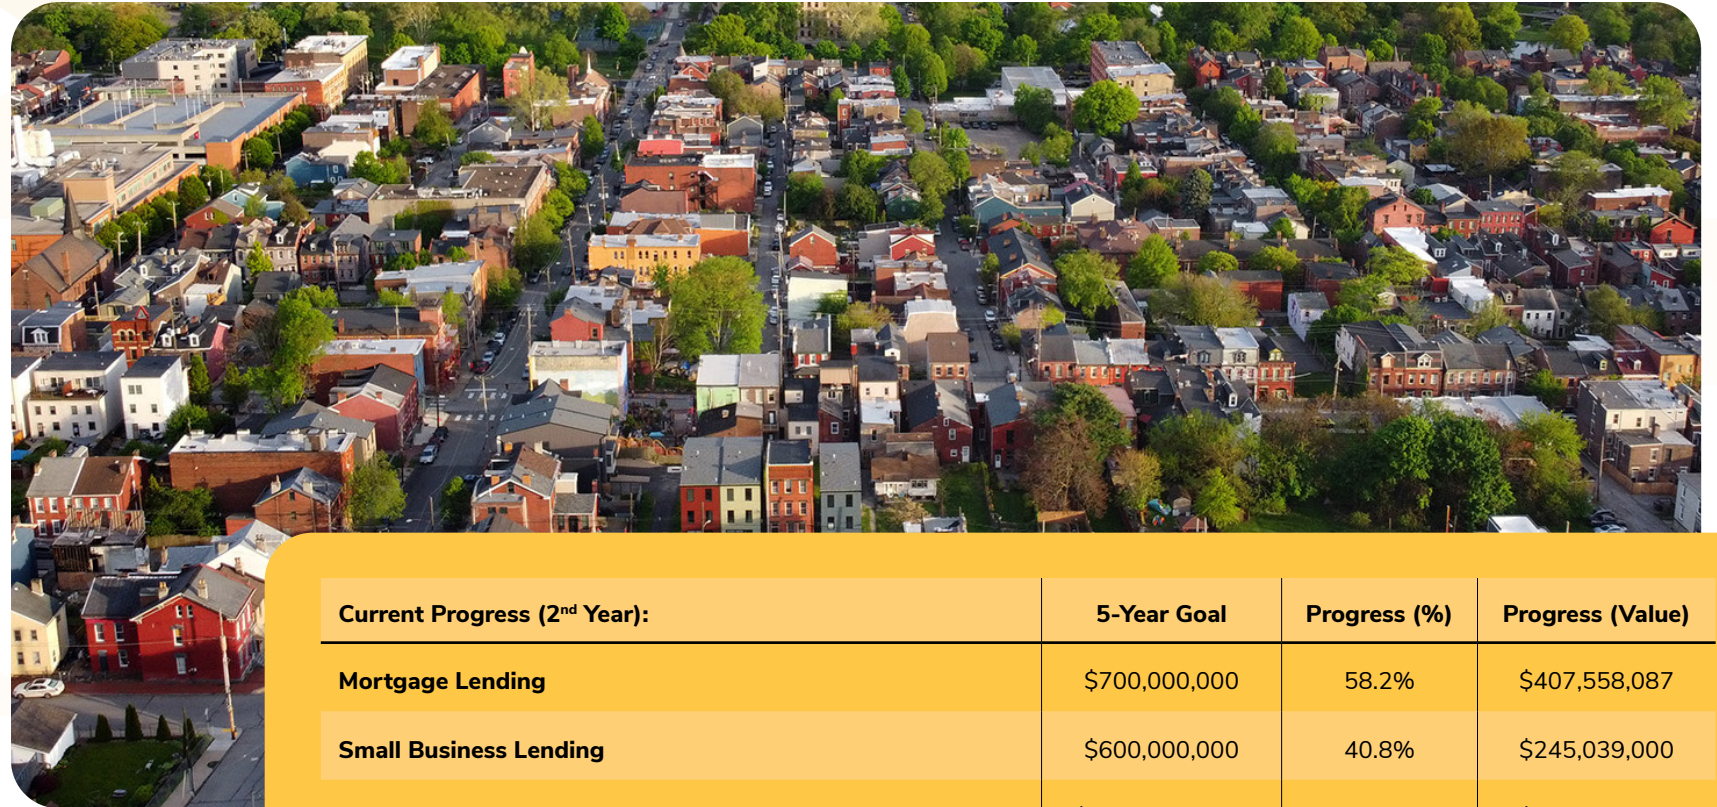 Current Progress (2nd Year): 5-Year Goal Progress (%) Progress (Value)
Mortgage Lending $700,000,000 58.2% $407,558,087
Small Business Lending $600,000,000 40.8% $245,039,000